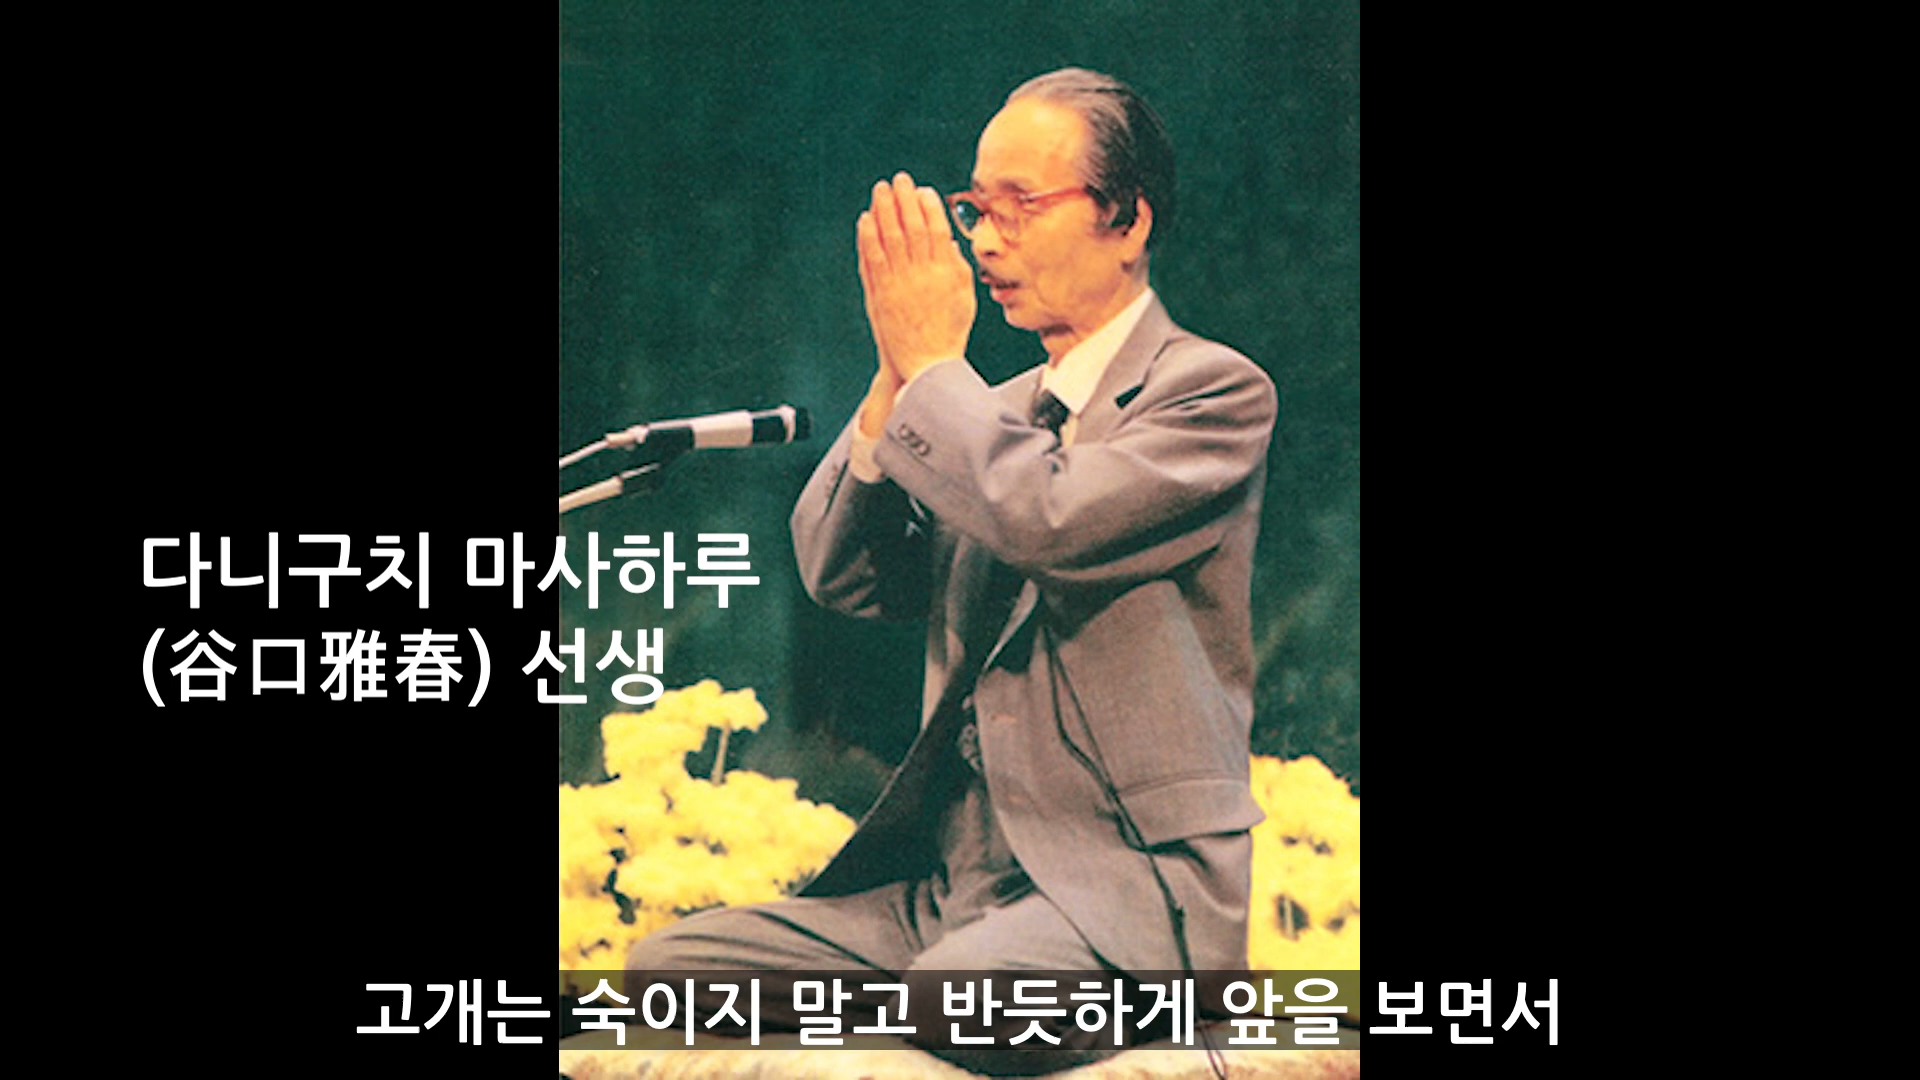 다니구치 마사하루
(谷口雅春) 선생
고개는 숙이지 말고 반듯하게 앞을 보면서